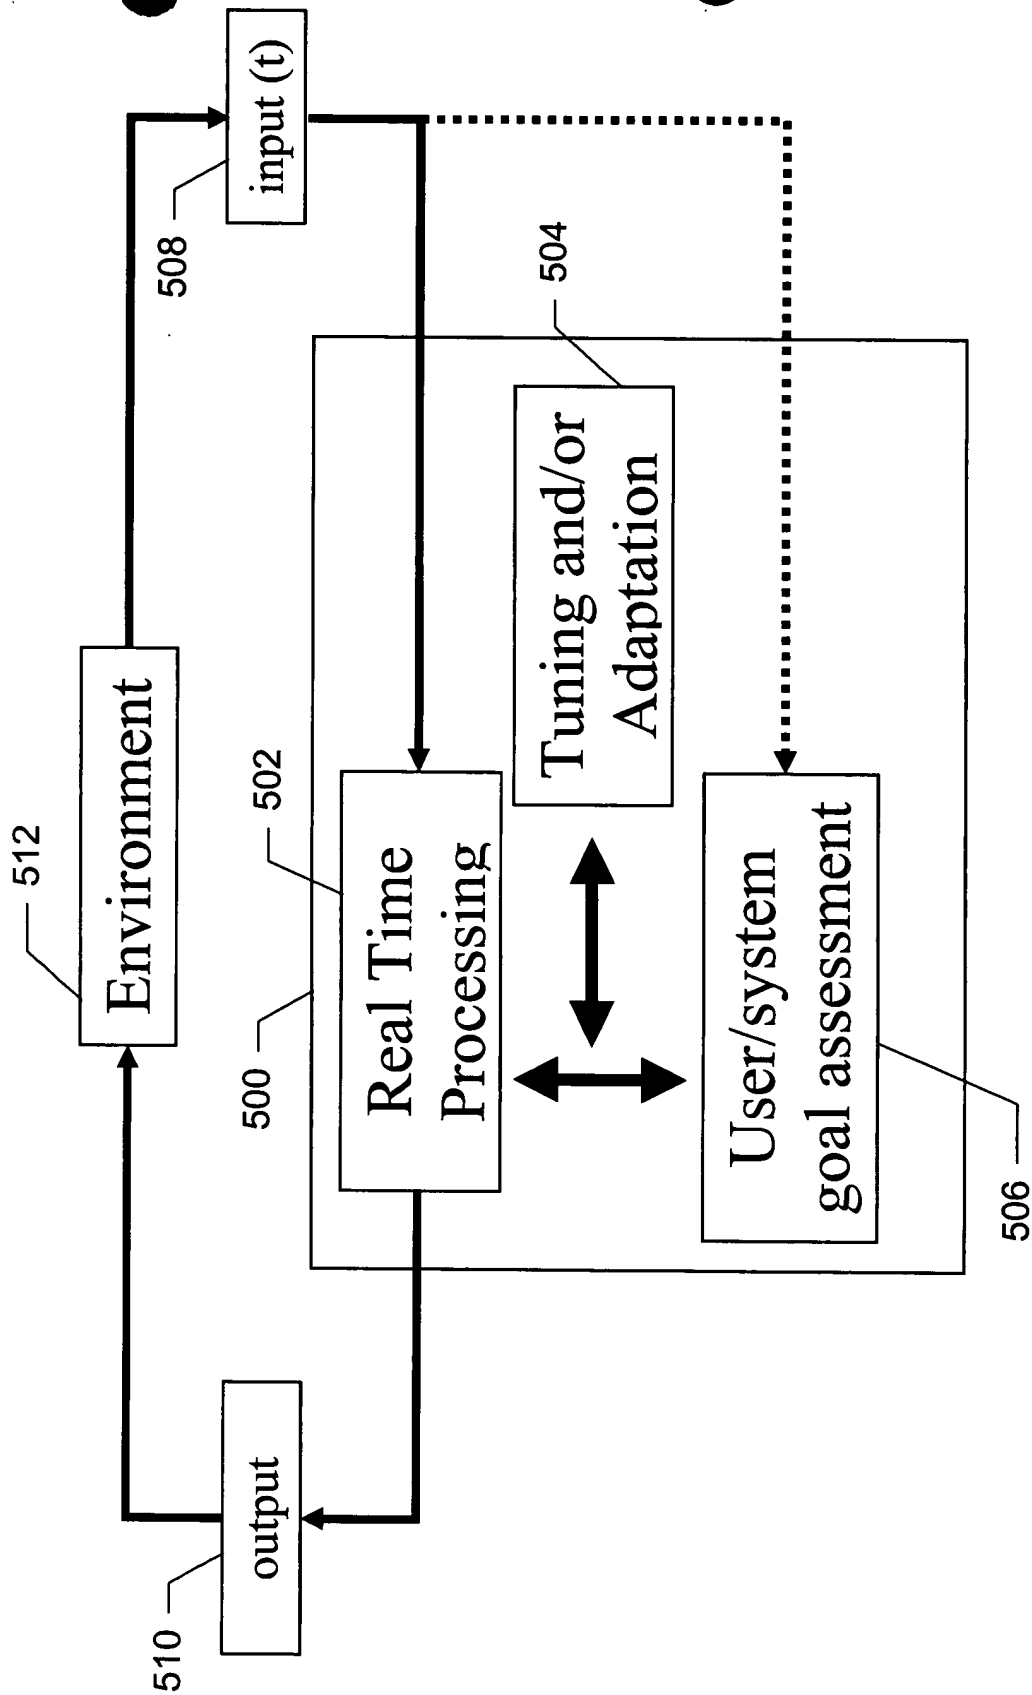 512
Environment
508
input (t)
510
output
500
502
Real Time
Processing
504
Tuning and/or
Adaptation
User/system
goal assessment
506